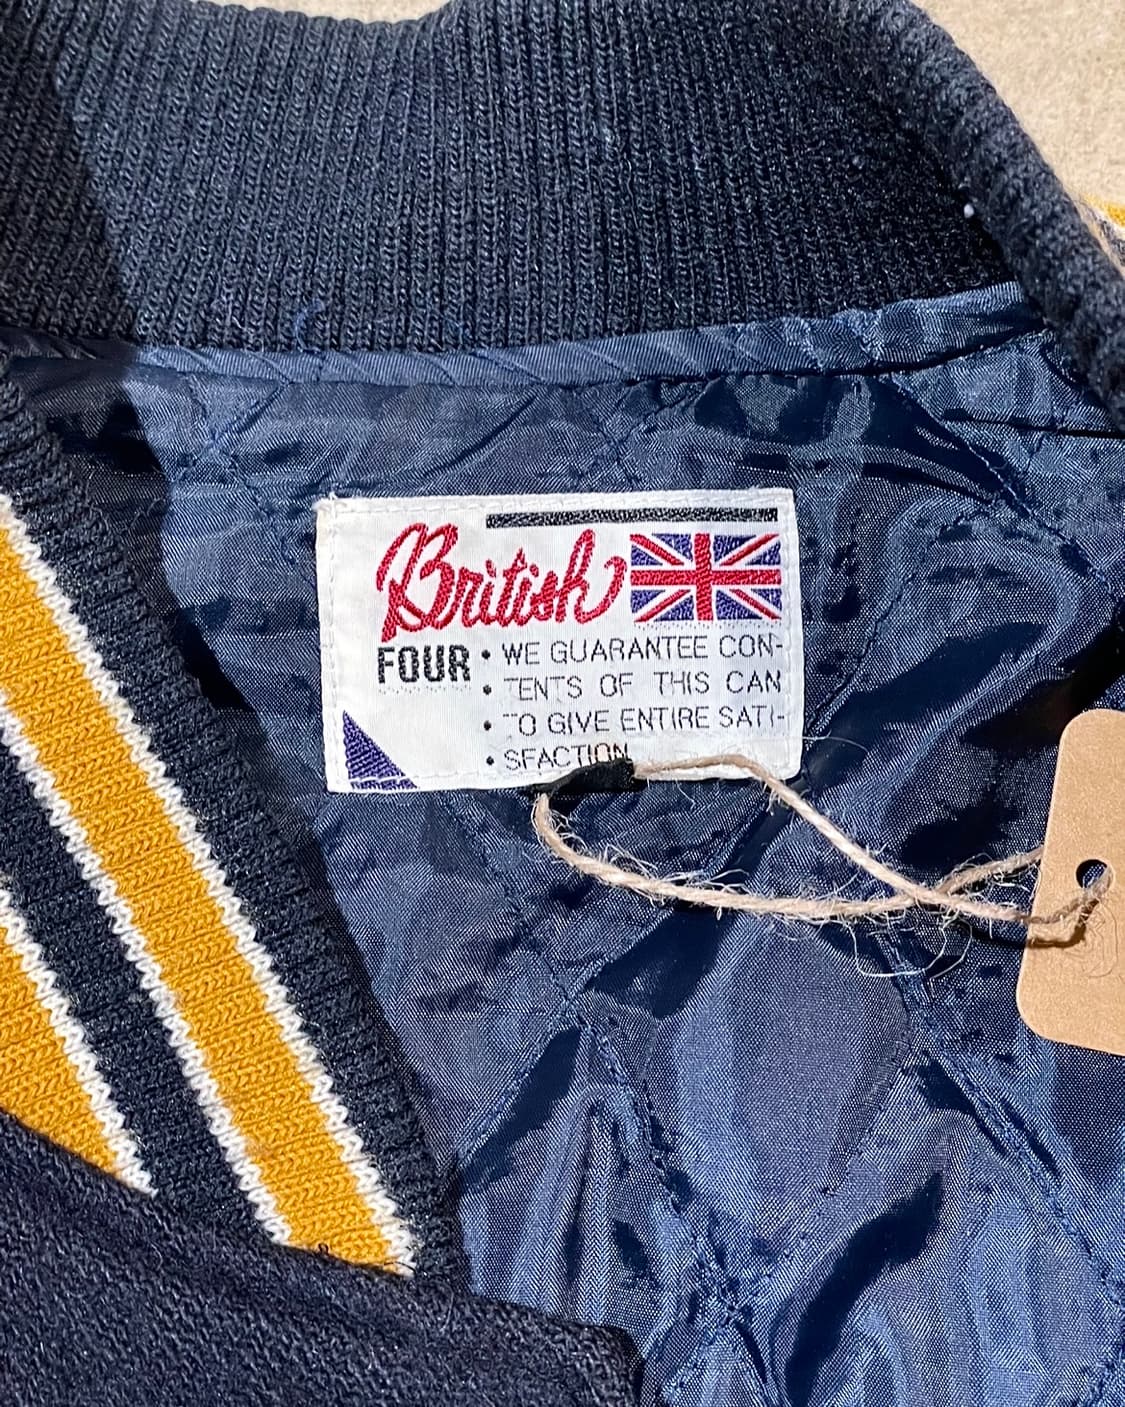 British
FOUR
• WE GUARANTEE CON-
• TENTS OF THIS CAN
• TO GIVE ENTIRE SATI-
• SFACTION